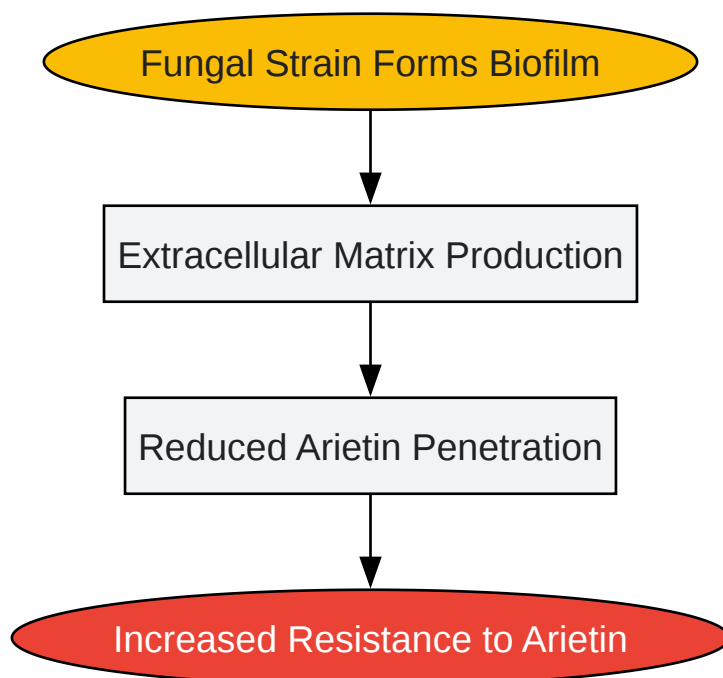 Fungal Strain Forms Biofilm
Extracellular Matrix Production
Reduced Arietin Penetration
Increased Resistance to Arietin